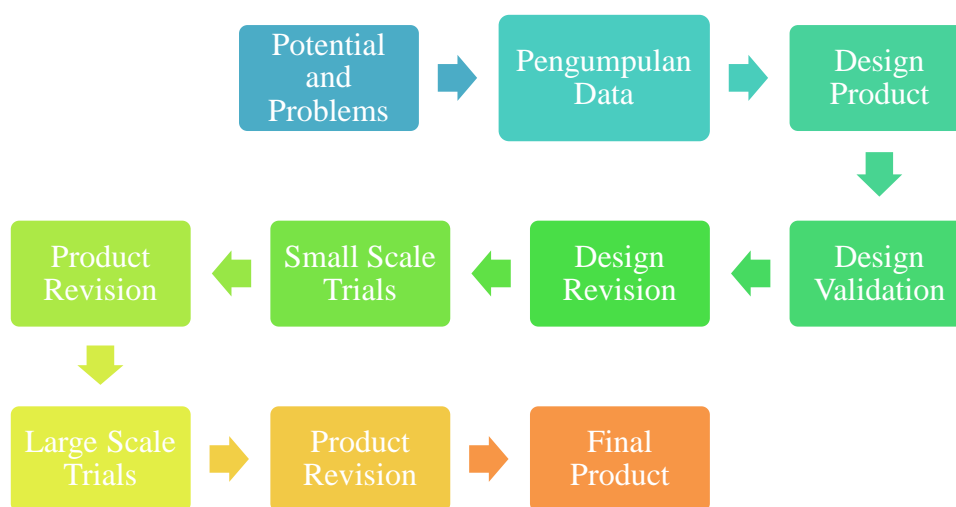 Potential
and
Problems
Pengumpulan
Data
Design
Product
Design
Validation
Design
Revision
Small Scale
Trials
Product
Revision
Large Scale
Trials
Product
Revision
Final
Product